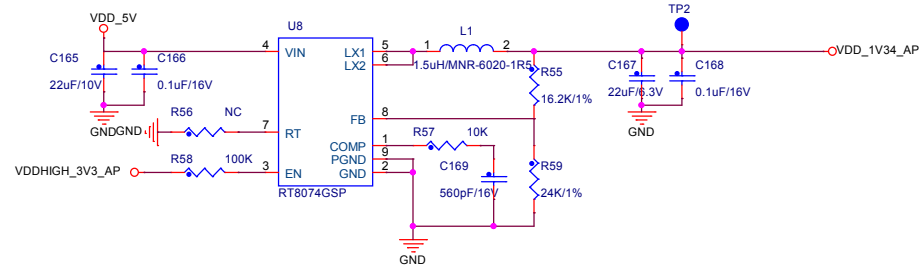 TP2
VDD_5V
U8
L1
VDD_1V34_AP
4
VIN
LX1
5
1
2
LX2
6
1.5uH/MNR-6020-1R5
C165
C166
22uF/10V
0.1uF/16V
R55
16.2K/1%
C167
C168
22uF/6.3V
0.1uF/16V
GND
GND
R56
NC
7
RT
FB
8
GND
COMP
1
R57
10K
PGND
9
GND
2
VDDHIGH_3V3_AP
R58
100K
3
EN
C169
560pF/16V
R59
24K/1%
RT8074GSP
GND